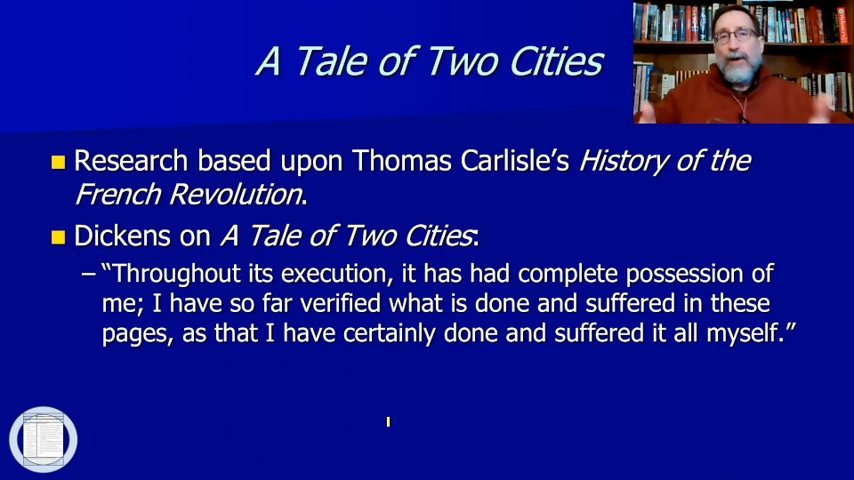 A Tale of Two Cities
Research based upon Thomas Carlisle's History of the
French Revolution.
Dickens on A Tale of Two Cities:
– “Throughout its execution, it has had complete possession of
me; I have so far verified what is done and suffered in these
pages, as that I have certainly done and suffered it all myself.”